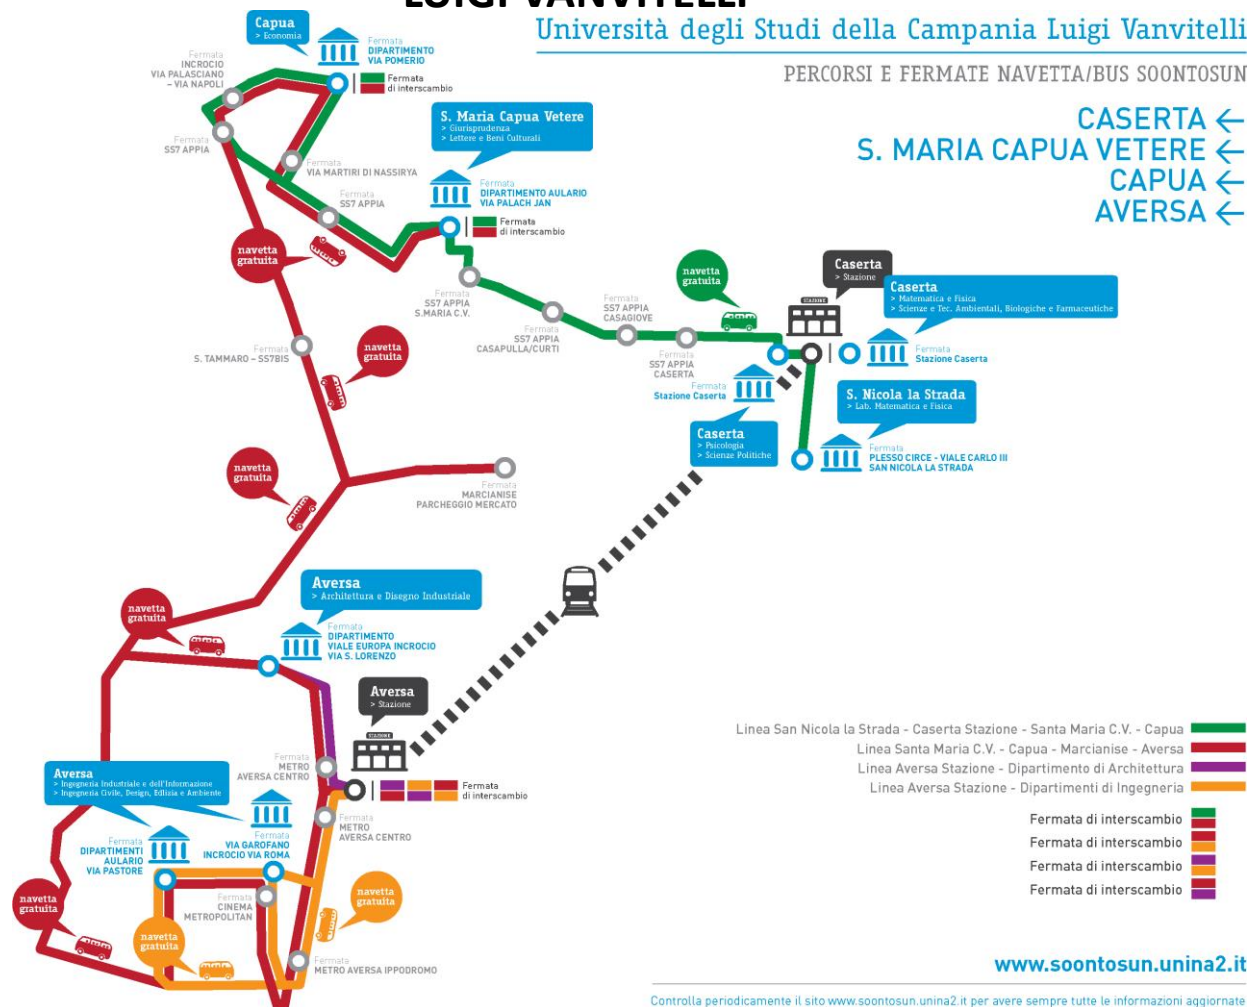 LUIGI VANVITELLI
Università degli Studi della Campania Luigi Vanvitelli
PERCORSI E FERMATE NAVETTA/BUS SOONTOSUN
CASERTA ←
S. MARIA CAPUA VETERE ←
CAPUA ←
AVERSA ←
Capua
> Economia
Fermata
DIPARTIMENTO
VIA POMERIO
Fermata
di interscambio
Fermata
INCROCIO
VIA PALASCIANO
– VIA NAPOLI
Fermata
SS7 APPIA
Fermata
VIA MARTIRI DI NASSIRYA
Fermata
SS7 APPIA
S. Maria Capua Vetere
> Giurisprudenza
> Lettere e Beni Culturali
Fermata
DIPARTIMENTO AULARIO
VIA PALACH JAN
Fermata
di interscambio
navetta
gratuita
Fermata
SS7 APPIA
S.MARIA C.V.
Fermata
SS7 APPIA
CASAPULLA/CURTI
Fermata
SS7 APPIA
CASAGIOVE
Fermata
SS7 APPIA
CASERTA
navetta
gratuita
Caserta
> Stazione
STAZIONE
Caserta
> Matematica e Fisica
> Scienze e Tec. Ambientali, Biologiche e Farmaceutiche
Fermata
Stazione Caserta
Fermata
Stazione Caserta
S. Nicola la Strada
> Lab. Matematica e Fisica
Fermata
PLESSO CIRCE - VIALE CARLO III
SAN NICOLA LA STRADA
Caserta
> Psicologia
> Scienze Politiche
Fermata
S. TAMMARO – SS7BIS
navetta
gratuita
navetta
gratuita
Fermata
MARCIANISE
PARCHEGGIO MERCATO
navetta
gratuita
Aversa
> Architettura e Disegno Industriale
Fermata
DIPARTIMENTO
VIALE EUROPA INCROCIO
VIA S. LORENZO
Aversa
> Stazione
STAZIONE
Fermata
METRO
AVERSA CENTRO
Fermata
di interscambio
Fermata
METRO
AVERSA CENTRO
Aversa
> Ingegneria Industriale e dell'Informazione
> Ingegneria Civile, Design, Edilizia e Ambiente
Fermata
DIPARTIMENTI
AULARIO
VIA PASTORE
Fermata
VIA GAROFANO
INCROCIO VIA ROMA
Fermata
CINEMA
METROPOLITAN
navetta
gratuita
navetta
gratuita
navetta
gratuita
Fermata
METRO AVERSA IPPODROMO
Linea San Nicola la Strada - Caserta Stazione - Santa Maria C.V. - Capua
Linea Santa Maria C.V. - Capua - Marcianise - Aversa
Linea Aversa Stazione - Dipartimento di Architettura
Linea Aversa Stazione - Dipartimenti di Ingegneria
Fermata di interscambio
Fermata di interscambio
Fermata di interscambio
Fermata di interscambio
www.soontosun.unina2.it
Controlla periodicamente il sito www.soontosun.unina2.it per avere sempre tutte le informazioni aggiornate